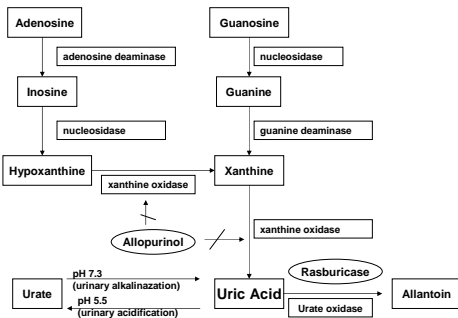 Adenosine
Guanosine
adenosine deaminase
nucleosidase
Inosine
Guanine
nucleosidase
guanine deaminase
Hypoxanthine
Xanthine
xanthine oxidase
xanthine oxidase
Allopurinol
Rasburicase
pH 7.3
(urinary alkalinazation)
Urate
Uric Acid
Allantoin
pH 5.5
(urinary acidification)
Urate oxidase